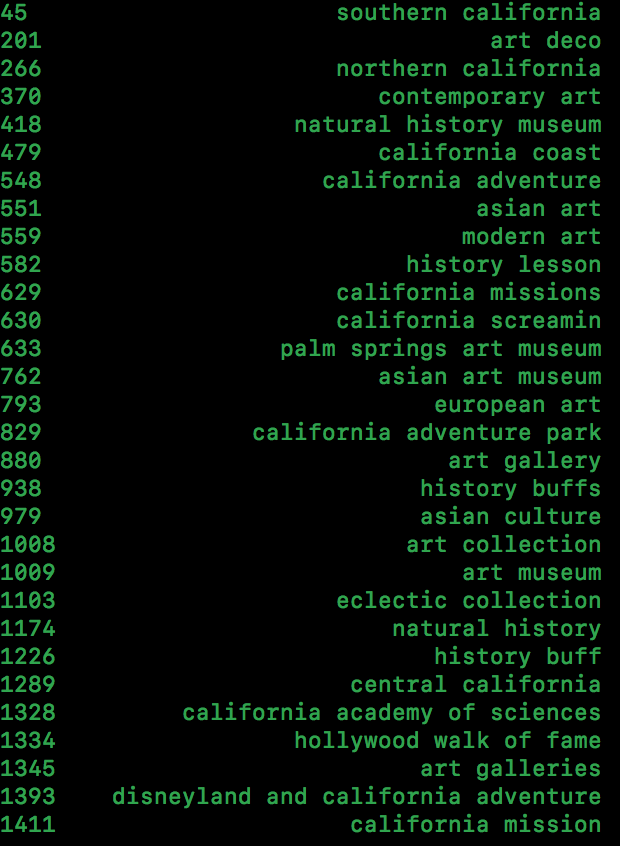 45 southern california
201 art deco
266 northern california
370 contemporary art
418 natural history museum
479 california coast
548 california adventure
551 asian art
559 modern art
582 history lesson
629 california missions
630 california screamin
633 palm springs art museum
762 asian art museum
793 european art
829 california adventure park
880 art gallery
938 history buffs
979 asian culture
1008 art collection
1009 art museum
1103 eclectic collection
1174 natural history
1226 history buff
1289 central california
1328 california academy of sciences
1334 hollywood walk of fame
1345 art galleries
1393 disneyland and california adventure
1411 california mission